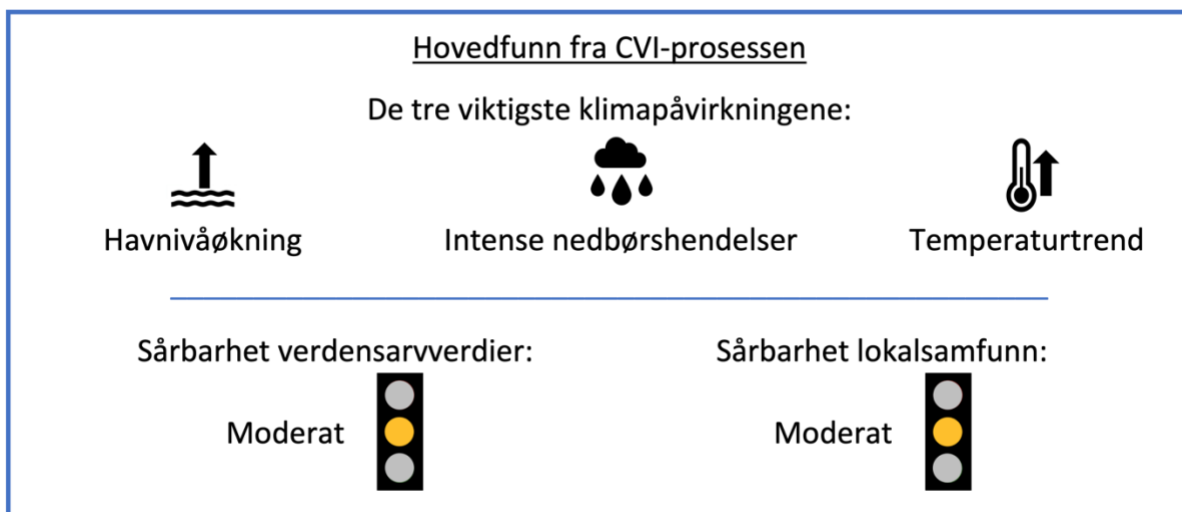 Hovedfunn fra CVI-prosessen
De tre viktigste klimapåvirkningene:
Havnivåøkning
Intense nedbørshendelser
Temperaturtrend
Sårbarhet verdensarvverdier:
Sårbarhet lokalsamfunn:
Moderat
Moderat